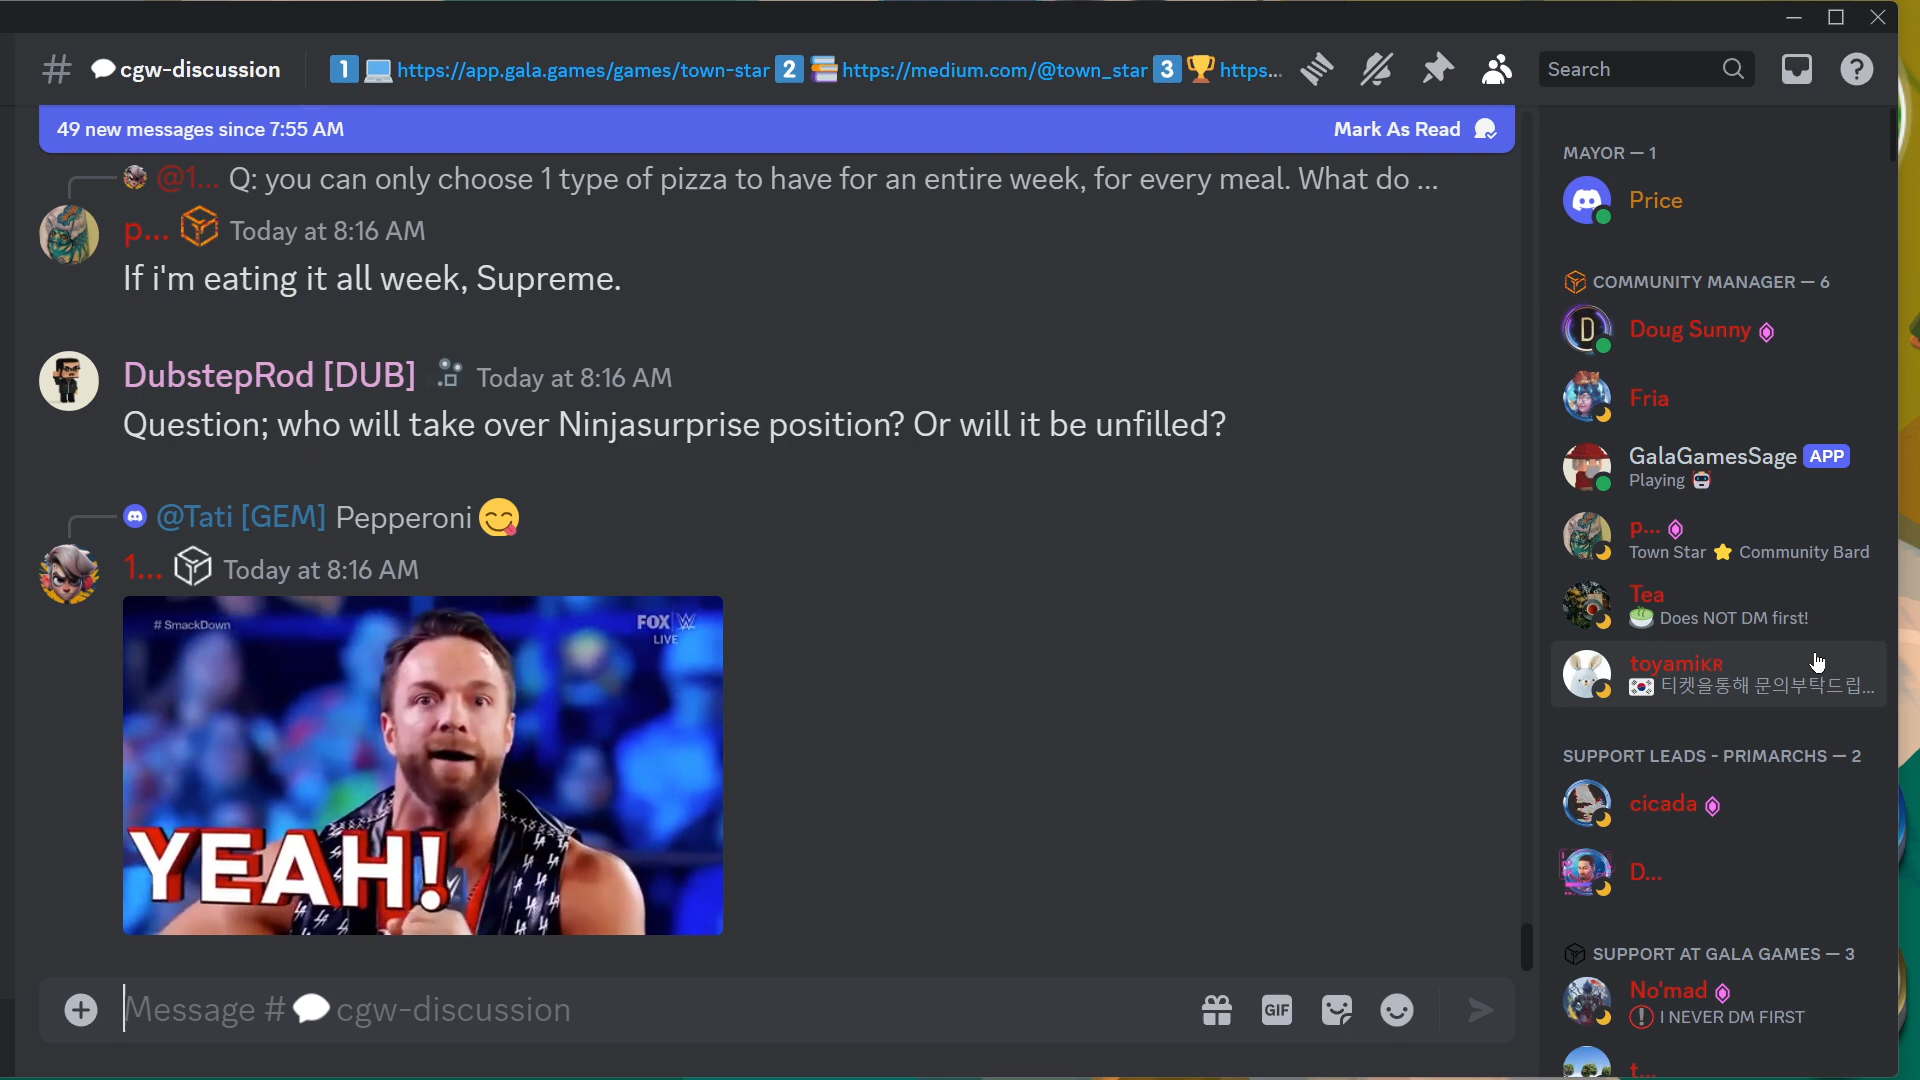 cgw-discussion
1 https://app.gala.games/games/town-star 2 https://medium.com/@town_star 3 https...
Search
49 new messages since 7:55 AM
Mark As Read
@1... Q: you can only choose 1 type of pizza to have for an entire week, for every meal. What do ...
p... Today at 8:16 AM
If i'm eating it all week, Supreme.
DubstepRod [DUB] Today at 8:16 AM
Question; who will take over Ninjasurprise position? Or will it be unfilled?
@Tati [GEM] Pepperoni
1... Today at 8:16 AM
# SmackDown
FOX W
LIVE
YEAH!
Message # cgw-discussion
GIF
MAYOR — 1
Price
COMMUNITY MANAGER — 6
D
Doug Sunny
Fria
GalaGamesSage APP
Playing
p...
Town Star Community Bard
Tea
Does NOT DM first!
toyamiKR
티켓을통해 문의부탁드립...
SUPPORT LEADS - PRIMARCHS — 2
cicada
D...
SUPPORT AT GALA GAMES — 3
No'mad
I NEVER DM FIRST
t...